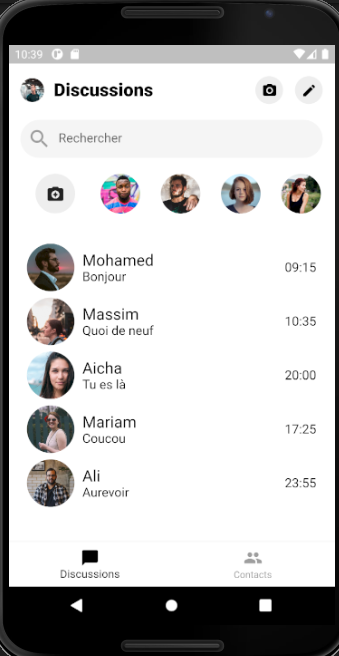 10:39
Discussions
Rechercher
Mohamed
Bonjour
09:15
Massim
Quoi de neuf
10:35
Aicha
Tu es là
20:00
Mariam
Coucou
17:25
Ali
Aurevoir
23:55
Discussions
Contacts